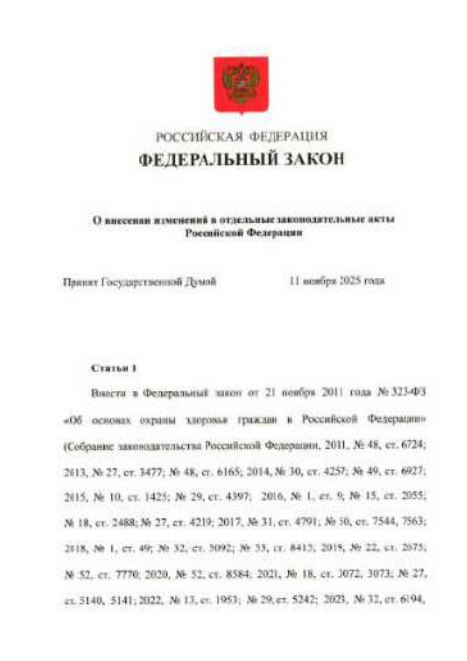 РОССИЙСКАЯ ФЕДЕРАЦИЯ
ФЕДЕРАЛЬНЫЙ ЗАКОН
О внесении изменений в отдельные законодательные акты
Российской Федерации
Принят Государственной Думой 11 ноября 2025 года
Статья 1
Внести в Федеральный закон от 21 ноября 2011 года № 323-ФЗ
«Об основах охраны здоровья граждан в Российской Федерации»
(Собрание законодательства Российской Федерации, 2011, № 48, ст. 6724;
2013, № 27, ст. 3477; № 48, ст. 6165; 2014, № 30, ст. 4257; № 49, ст. 6927;
2015, № 10, ст. 1425; № 29, ст. 4397; 2016, № 1, ст. 9; № 15, ст. 2055;
№ 18, ст. 2488; № 27, ст. 4219; 2017, № 31, ст. 4791; № 50, ст. 7544, 7563;
2018, № 1, ст. 49; № 32, ст. 5092; № 53, ст. 8415; 2019, № 22, ст. 2675;
№ 52, ст. 7770; 2020, № 52, ст. 8584; 2021, № 18, ст. 3072, 3073; № 27,
ст. 5140, 5141; 2022, № 13, ст. 1953; № 29, ст. 5242; 2023, № 32, ст. 6194,